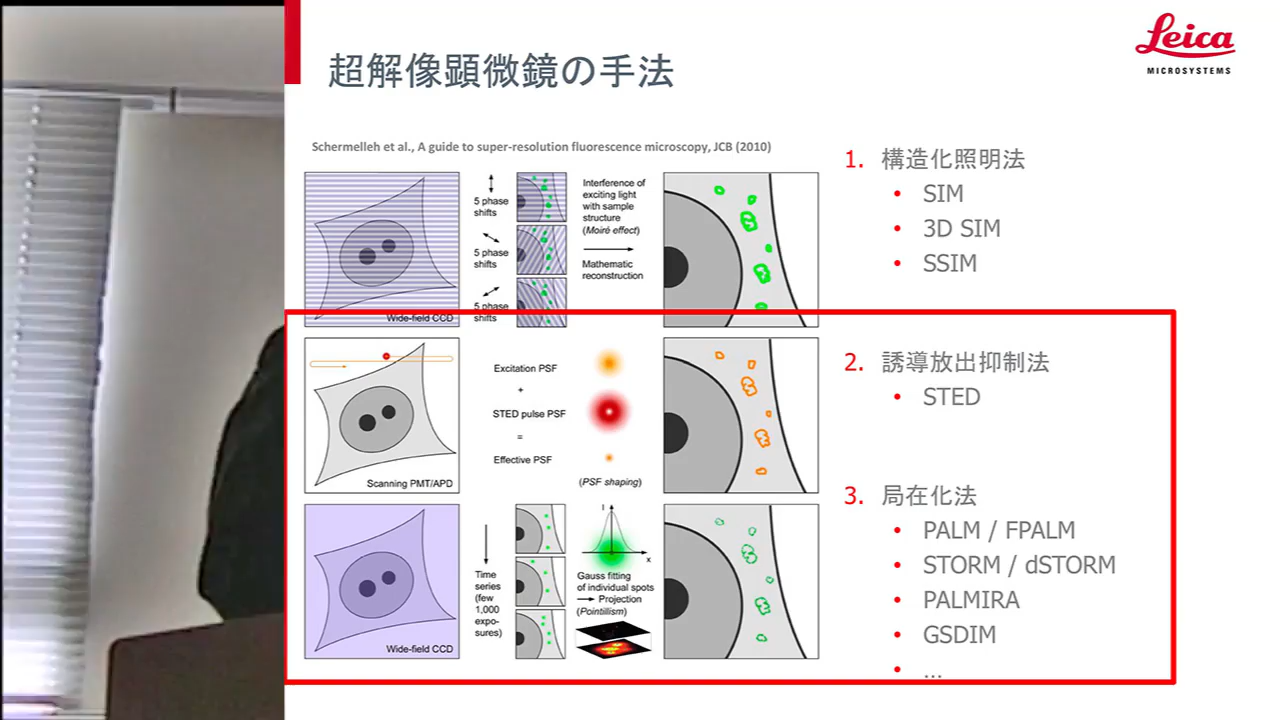 超解像顕微鏡の手法
Leica
MICROSYSTEMS
Schermelleh et al., A guide to super-resolution fluorescence microscopy, JCB (2010)
5 phase
shifts
5 phase
shifts
5 phase
shifts
Interference of
exciting light
with sample
structure
(Moiré effect)
Mathematic
reconstruction
Wide-field CCD
1. 構造化照明法
• SIM
• 3D SIM
• SSIM
Excitation PSF
+
STED pulse PSF
=
Effective PSF
(PSF shaping)
Scanning PMT/APD
2. 誘導放出抑制法
• STED
Time
series
(few
1,000
expo-
sures)
I
x
Gauss fitting
of individual spots
Projection
(Pointillism)
Wide-field CCD
3. 局在化法
• PALM / FPALM
• STORM / dSTORM
• PALMIRA
• GSDIM
• ...